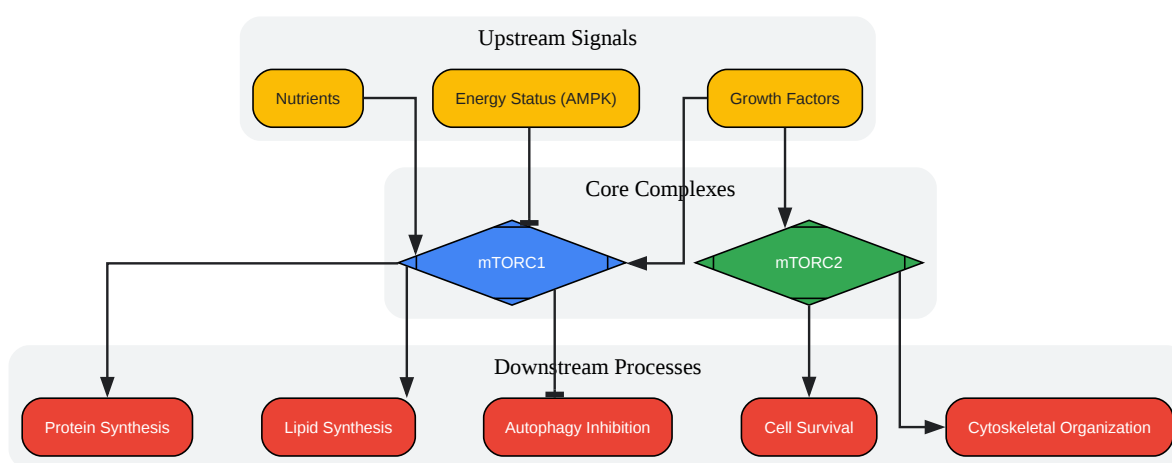 Upstream Signals
Nutrients
Energy Status (AMPK)
Growth Factors
Core Complexes
mTORC1
mTORC2
Downstream Processes
Protein Synthesis
Lipid Synthesis
Autophagy Inhibition
Cell Survival
Cytoskeletal Organization